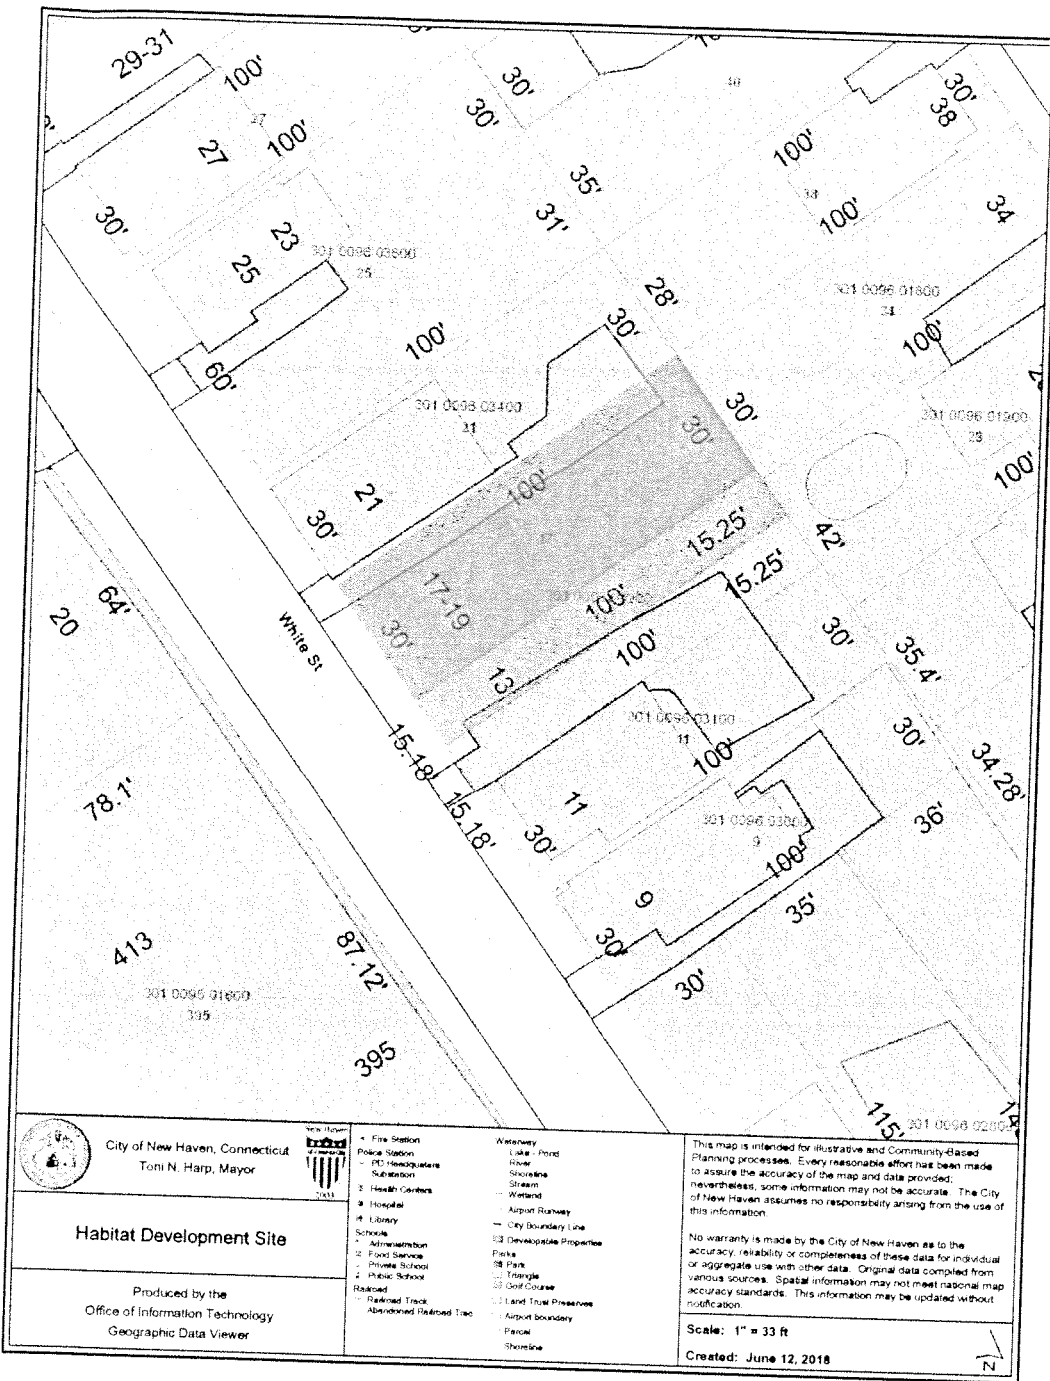 29-31
100'
27
27
100'
30'
30'
30'
40
30'
38
100'
38
100'
34
35'
31'
23
25
301 0096 03600
25
60'
100'
28'
30'
301 0096 01800
34
100'
301 0096 03400
21
30'
30'
301 0096 01900
28
100'
21
30'
100'
17-19
30'
100'
15.25'
15.25'
42'
64'
20
White St
13
100'
30'
35.4'
15.18'
15.18'
301 0096 03100
11
100'
30'
34.28'
78.1'
11
30'
301 0096 03000
9
100'
36'
9
30'
35'
30'
413
87.12'
301 0095 01600
395
395
115'
City of New Haven, Connecticut
Toni N. Harp, Mayor
Habitat Development Site
Produced by the
Office of Information Technology
Geographic Data Viewer
Fire Station
Police Station
PD Headquaters
Substation
Health Centers
Hospital
Library
Schools
Administration
Food Service
Private School
Public School
Railroad
Railroad Track
Abandoned Railroad Trac
Waterway
Lake - Pond
River
Shoreline
Stream
Wetland
Airport Runway
City Boundary Line
Developable Properties
Parks
Park
Triangle
Golf Course
Land Trust Preserves
Airport boundary
Parcel
Shoreline
This map is intended for illustrative and Community-Based
Planning processes. Every reasonable effort has been made
to assure the accuracy of the map and data provided;
nevertheless, some information may not be accurate. The City
of New Haven assumes no responsibility arising from the use of
this information.
No warranty is made by the City of New Haven as to the
accuracy, reliability or completeness of these data for individual
or aggregate use with other data. Original data compiled from
various sources. Spatial information may not meet national map
accuracy standards. This information may be updated without
notification.
Scale: 1" = 33 ft
Created: June 12, 2018
N